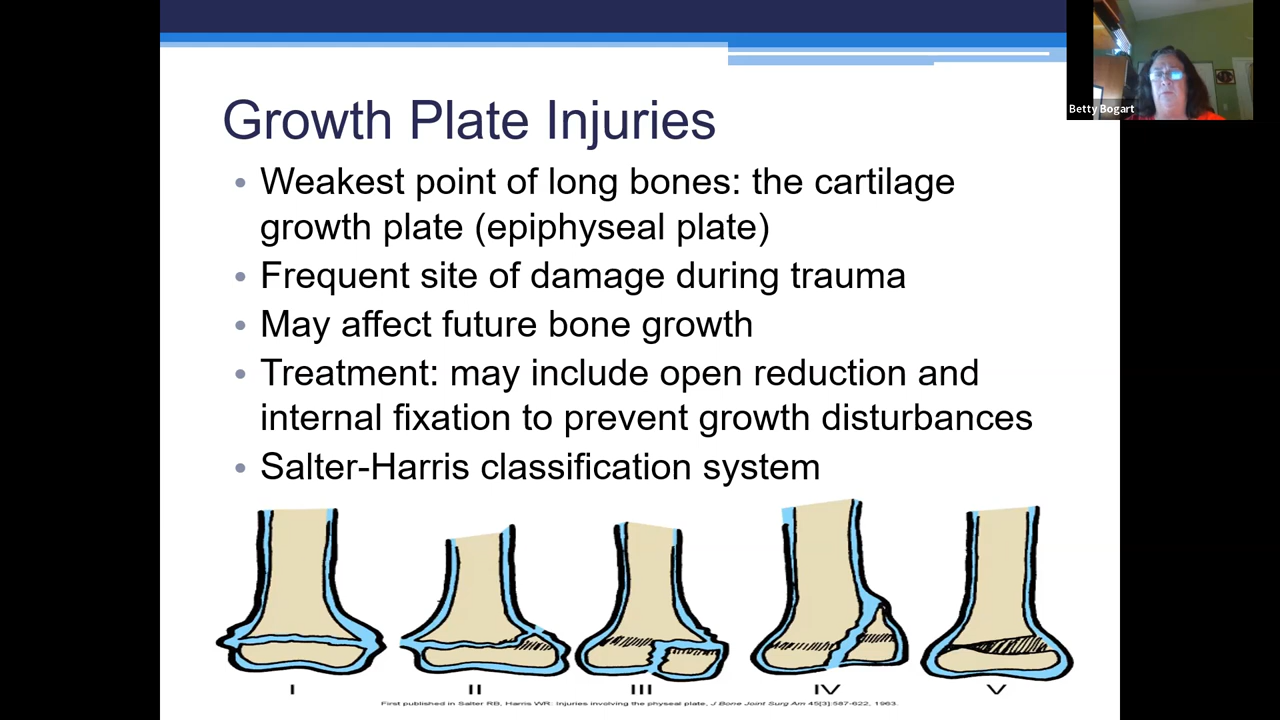 Betty Bogart
Growth Plate Injuries
• Weakest point of long bones: the cartilage
growth plate (epiphyseal plate)
• Frequent site of damage during trauma
• May affect future bone growth
• Treatment: may include open reduction and
internal fixation to prevent growth disturbances
• Salter-Harris classification system
I II III IV V
First published in Salter RB, Harris WR: Injuries involving the physeal plate, J Bone Joint Surg Am 45[3]:587-622, 1963.